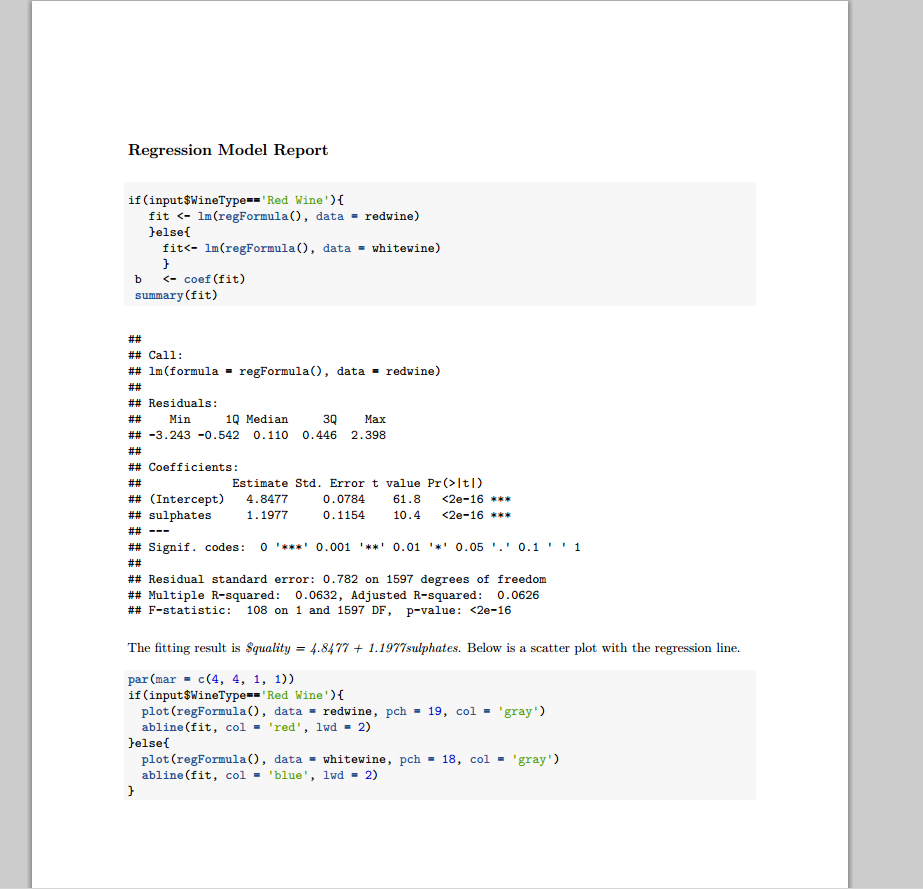 Regression Model Report
if(input$WineType=='Red Wine'){
   fit <- lm(regFormula(), data = redwine)
   }else{
     fit<- lm(regFormula(), data = whitewine)
     }
 b   <- coef(fit)
 summary(fit)
##
## Call:
## lm(formula = regFormula(), data = redwine)
##
## Residuals:
##    Min     1Q Median     3Q    Max
## -3.243 -0.542  0.110  0.446  2.398
##
## Coefficients:
##             Estimate Std. Error t value Pr(>|t|)
## (Intercept)   4.8477     0.0784    61.8   <2e-16 ***
## sulphates     1.1977     0.1154    10.4   <2e-16 ***
## ---
## Signif. codes:  0 '***' 0.001 '**' 0.01 '*' 0.05 '.' 0.1 ' ' 1
##
## Residual standard error: 0.782 on 1597 degrees of freedom
## Multiple R-squared:  0.0632, Adjusted R-squared:  0.0626
## F-statistic:  108 on 1 and 1597 DF,  p-value: <2e-16
The fitting result is $quality = 4.8477 + 1.1977sulphates. Below is a scatter plot with the regression line.
par(mar = c(4, 4, 1, 1))
if(input$WineType=='Red Wine'){
  plot(regFormula(), data = redwine, pch = 19, col = 'gray')
  abline(fit, col = 'red', lwd = 2)
}else{
  plot(regFormula(), data = whitewine, pch = 18, col = 'gray')
  abline(fit, col = 'blue', lwd = 2)
}